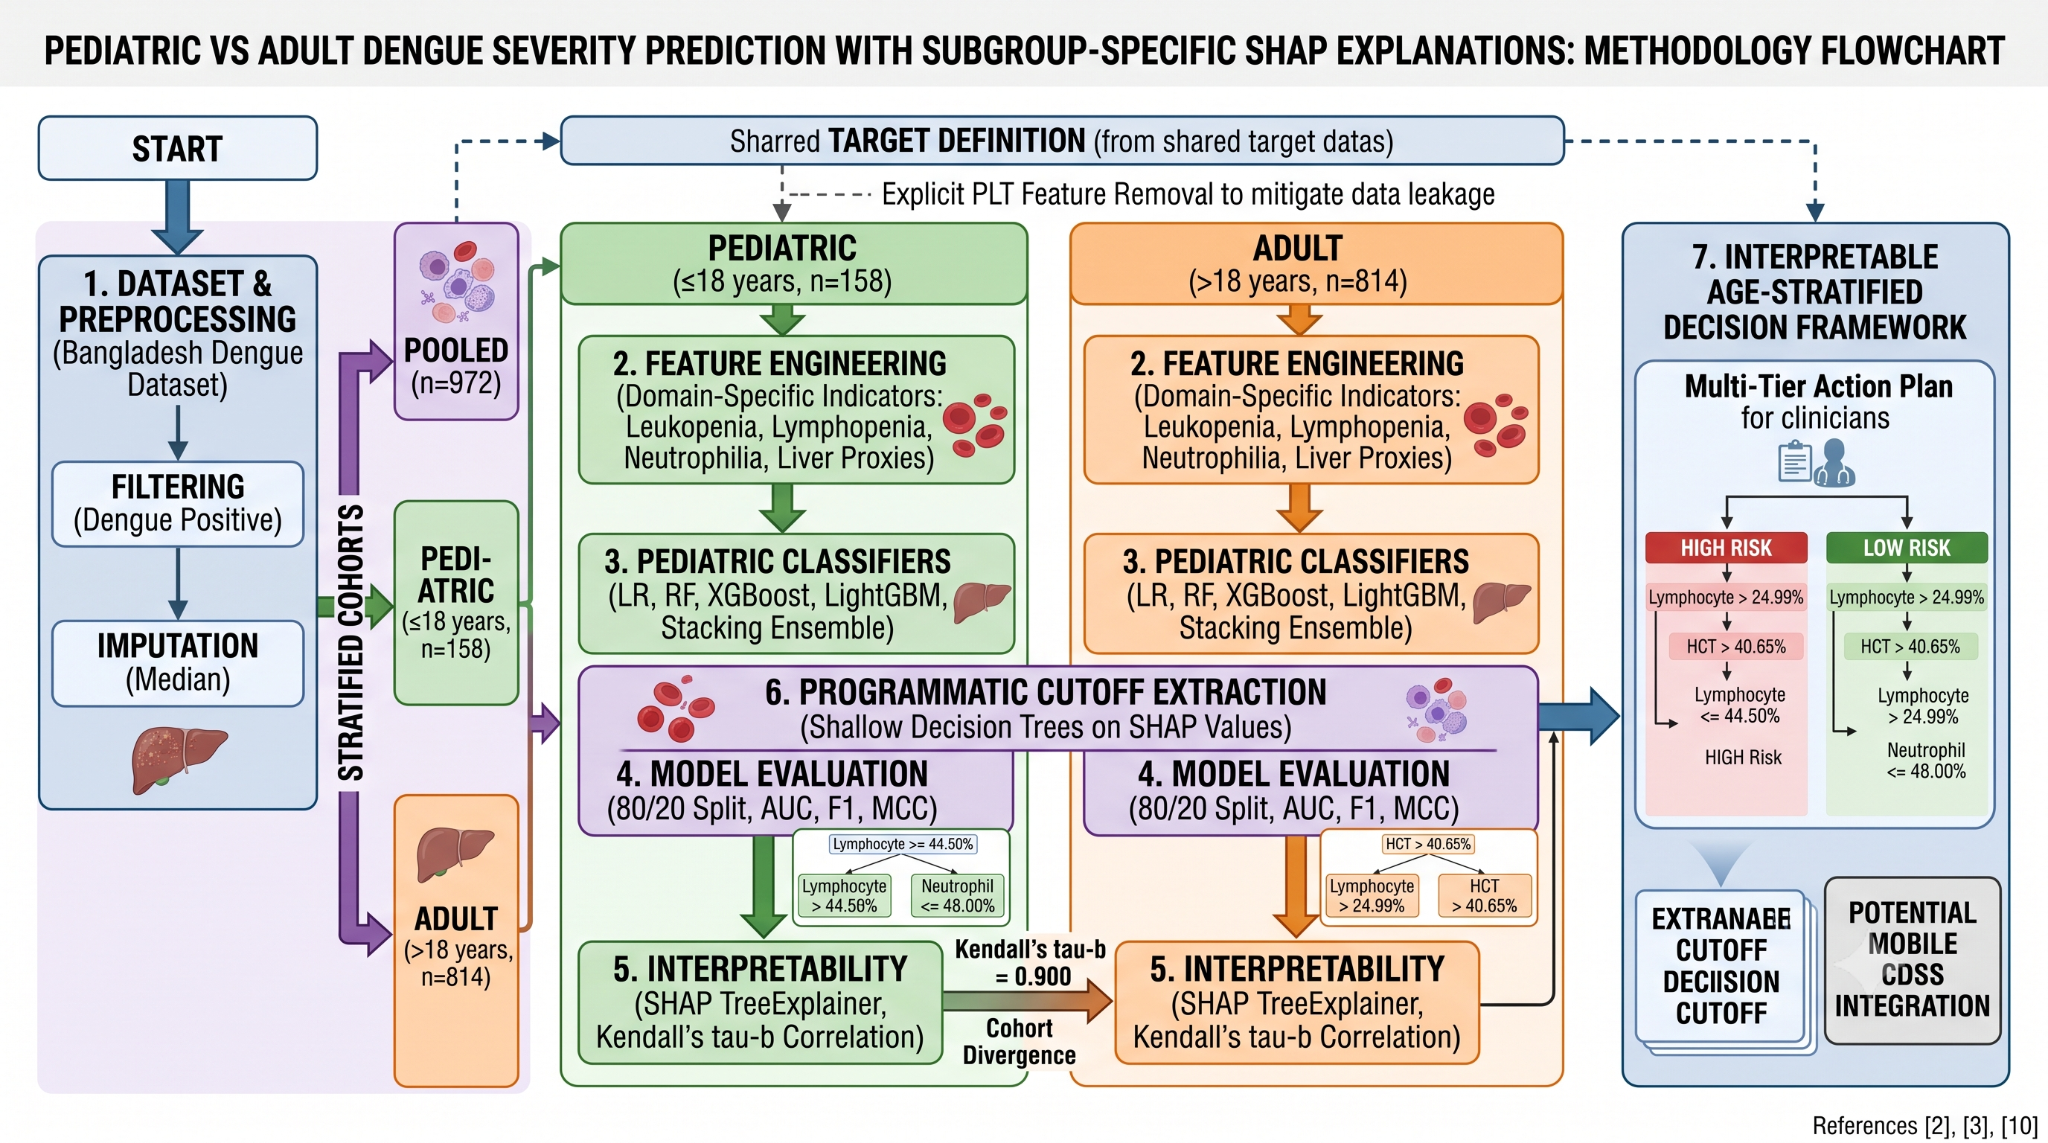 PEDIATRIC VS ADULT DENGUE SEVERITY PREDICTION WITH SUBGROUP-SPECIFIC SHAP EXPLANATIONS: METHODOLOGY FLOWCHART
START
1. DATASET &
PREPROCESSING
(Bangladesh Dengue
Dataset)
FILTERING
(Dengue Positive)
IMPUTATION
(Median)
STRATIFIED COHORTS
POOLED
(n=972)
PEDI-
ATRIC
(≤18 years,
n=158)
ADULT
(>18 years,
n=814)
Sharred TARGET DEFINITION (from shared target datas)
Explicit PLT Feature Removal to mitigate data leakage
PEDIATRIC
(≤18 years, n=158)
2. FEATURE ENGINEERING
(Domain-Specific Indicators:
Leukopenia, Lymphopenia,
Neutrophilia, Liver Proxies)
3. PEDIATRIC CLASSIFIERS
(LR, RF, XGBoost, LightGBM,
Stacking Ensemble)
ADULT
(>18 years, n=814)
2. FEATURE ENGINEERING
(Domain-Specific Indicators:
Leukopenia, Lymphopenia,
Neutrophilia, Liver Proxies)
3. PEDIATRIC CLASSIFIERS
(LR, RF, XGBoost, LightGBM,
Stacking Ensemble)
6. PROGRAMMATIC CUTOFF EXTRACTION
(Shallow Decision Trees on SHAP Values)
4. MODEL EVALUATION
(80/20 Split, AUC, F1, MCC)
Lymphocyte >= 44.50%
Lymphocyte
> 44.50%
Neutrophil
<= 48.00%
5. INTERPRETABILITY
(SHAP TreeExplainer,
Kendall's tau-b Correlation)
Kendall's tau-b
= 0.900
Cohort
Divergence
4. MODEL EVALUATION
(80/20 Split, AUC, F1, MCC)
HCT > 40.65%
Lymphocyte
> 24.99%
HCT
> 40.65%
5. INTERPRETABILITY
(SHAP TreeExplainer,
Kendall's tau-b Correlation)
7. INTERPRETABLE
AGE-STRATIFIED
DECISION FRAMEWORK
Multi-Tier Action Plan
for clinicians
HIGH RISK
Lymphocyte > 24.99%
HCT > 40.65%
Lymphocyte
<= 44.50%
HIGH Risk
LOW RISK
Lymphocyte > 24.99%
HCT > 40.65%
Lymphocyte
> 24.99%
Neutrophil
<= 48.00%
CUTOFF
DECIISION
CUTOFF
POTENTIAL
MOBILE
CDSS
INTEGRATION
References [2], [3], [10]